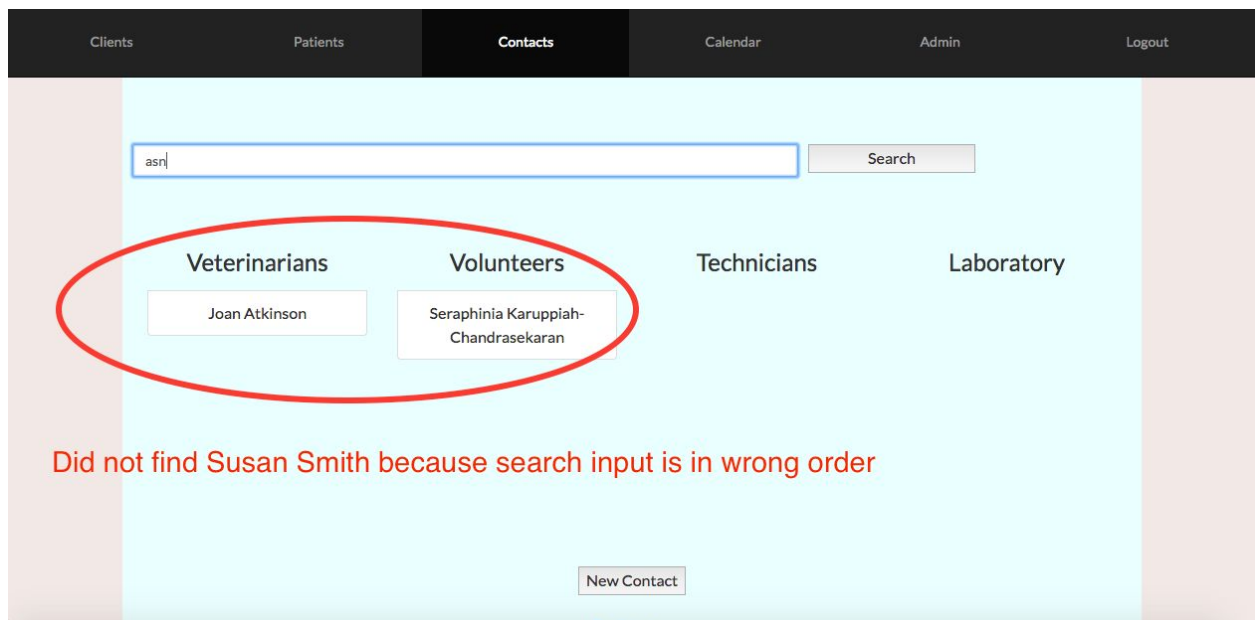 Clients Patients Contacts Calendar Admin Logout
asn Search
Veterinarians Volunteers Technicians Laboratory
Joan Atkinson Seraphinia Karuppiah-
Chandrasekaran
Did not find Susan Smith because search input is in wrong order
New Contact